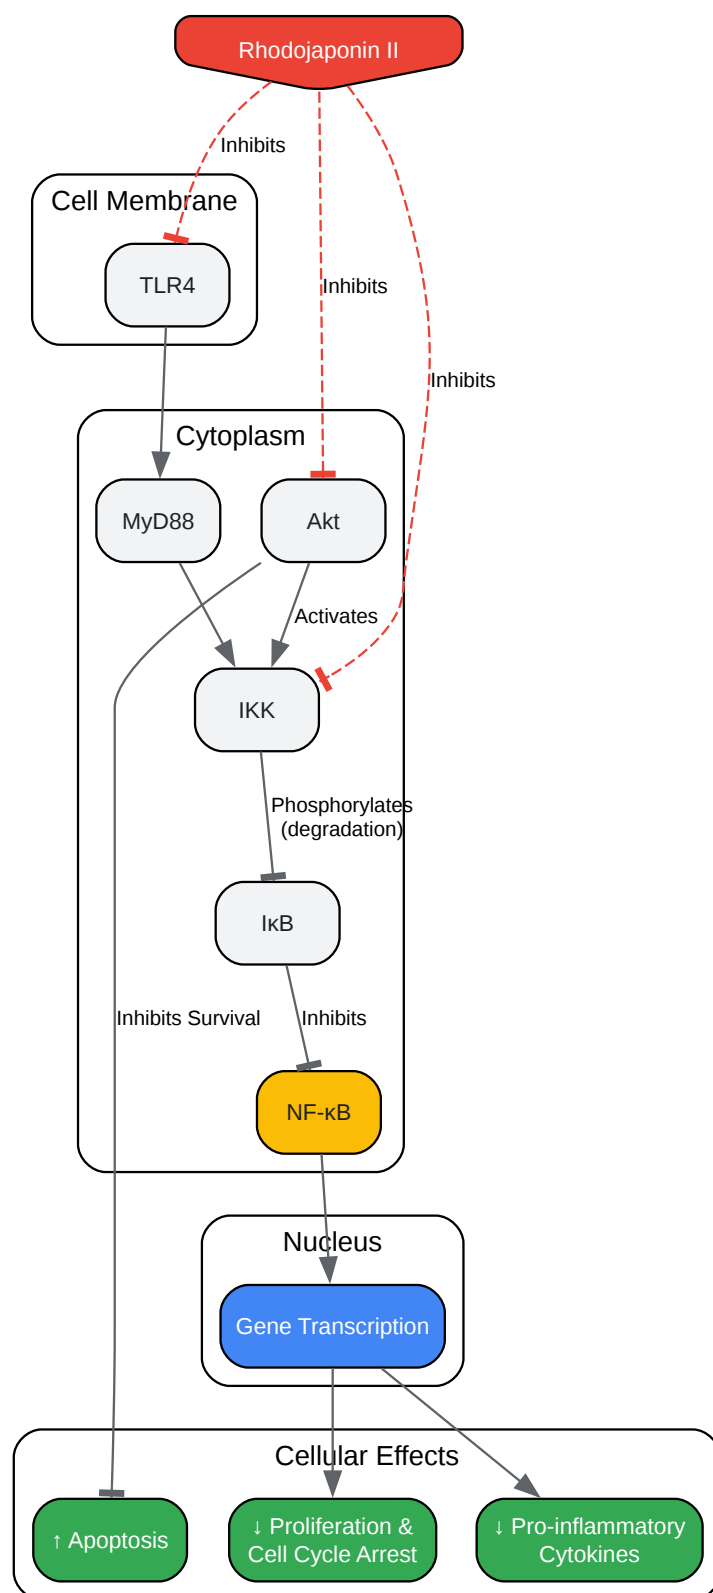 Rhodojaponin II
Inhibits
Cell Membrane
TLR4
Inhibits
Inhibits
Cytoplasm
MyD88
Akt
Activates
IKK
Phosphorylates
(degradation)
IκB
Inhibits Survival
Inhibits
NF-κB
Nucleus
Gene Transcription
Cellular Effects
↑ Apoptosis
↓ Proliferation &
Cell Cycle Arrest
↓ Pro-inflammatory
Cytokines